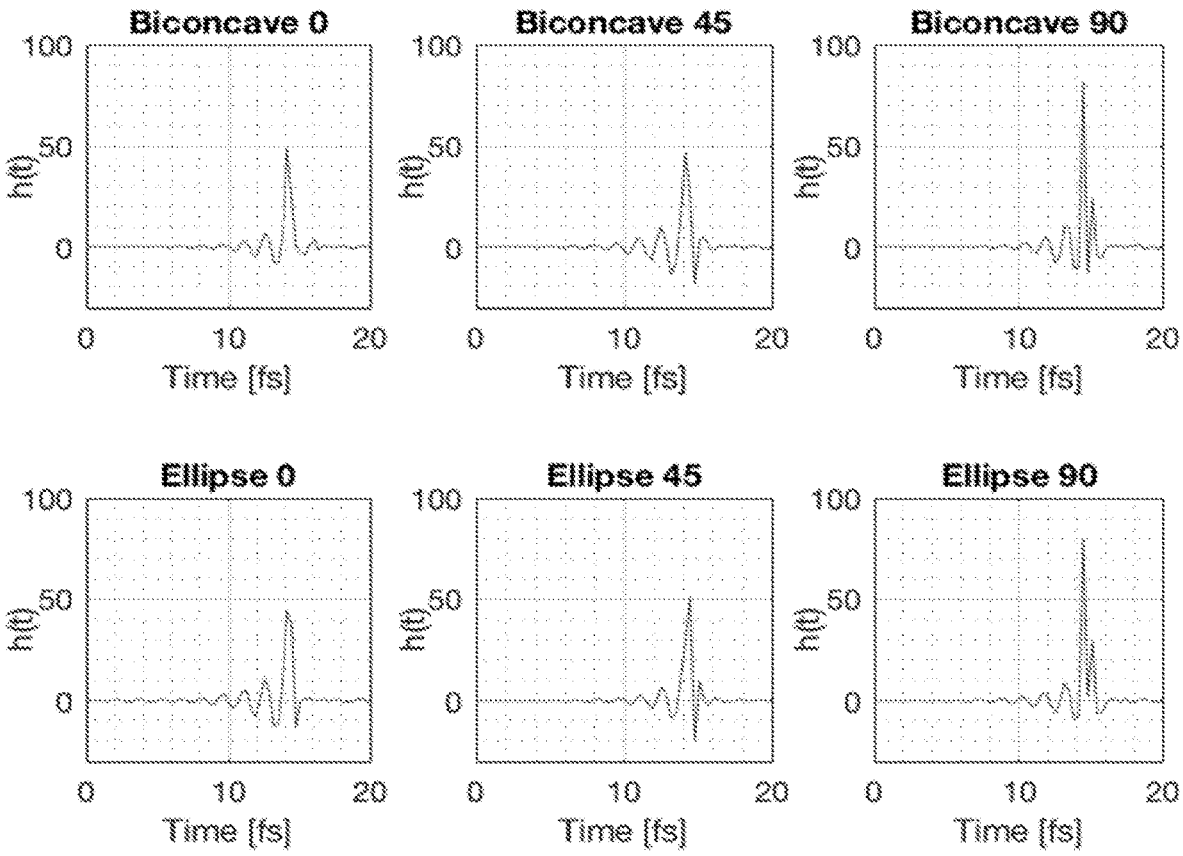 Biconcave 0 Biconcave 45 Biconcave 90
100 100 100
50 50 50
h(t) h(t) h(t)
0 0 0
0 10 20 0 10 20 0 10 20
Time [fs] Time [fs] Time [fs]
Ellipse 0 Ellipse 45 Ellipse 90
100 100 100
50 50 50
h(t) h(t) h(t)
0 0 0
0 10 20 0 10 20 0 10 20
Time [fs] Time [fs] Time [fs]